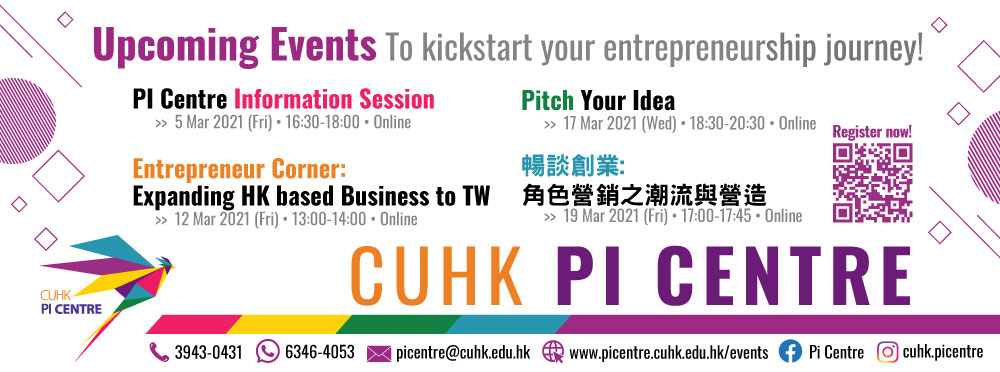 Upcoming Events To kickstart your entrepreneurship journey!
PI Centre Information Session
>> 5 Mar 2021 (Fri) • 16:30-18:00 • Online
Entrepreneur Corner:
Expanding HK based Business to TW
>> 12 Mar 2021 (Fri) • 13:00-14:00 • Online
Pitch Your Idea
>> 17 Mar 2021 (Wed) • 18:30-20:30 • Online
暢談創業:
角色營銷之潮流與營造
>> 19 Mar 2021 (Fri) • 17:00-17:45 • Online
Register now!
CUHK
PI CENTRE
CUHK PI CENTRE
3943-0431 6346-4053 picentre@cuhk.edu.hk www.picentre.cuhk.edu.hk/events Pi Centre cuhk.picentre